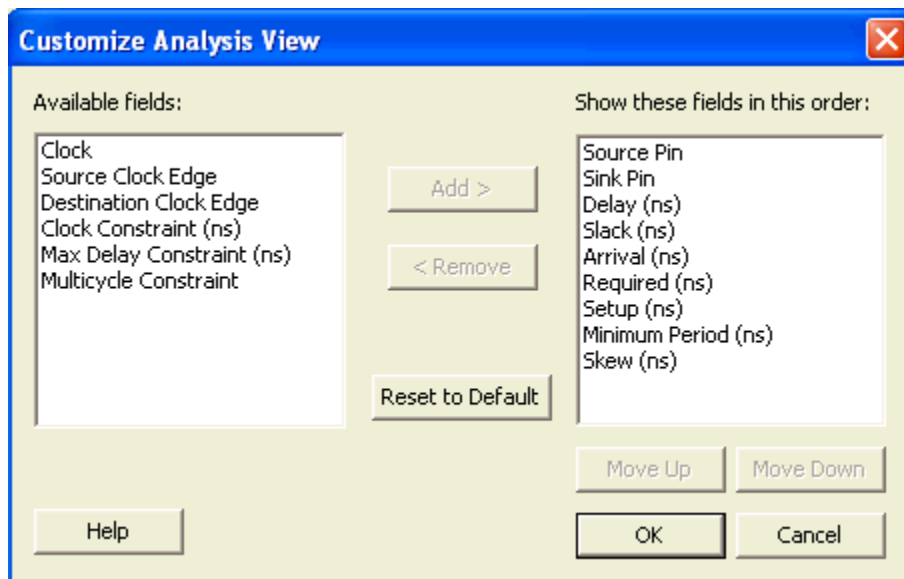 Customize Analysis View
Available fields:
Clock
Source Clock Edge
Destination Clock Edge
Clock Constraint (ns)
Max Delay Constraint (ns)
Multicycle Constraint
Add >
< Remove
Reset to Default
Show these fields in this order:
Source Pin
Sink Pin
Delay (ns)
Slack (ns)
Arrival (ns)
Required (ns)
Setup (ns)
Minimum Period (ns)
Skew (ns)
Move Up
Move Down
Help
OK
Cancel